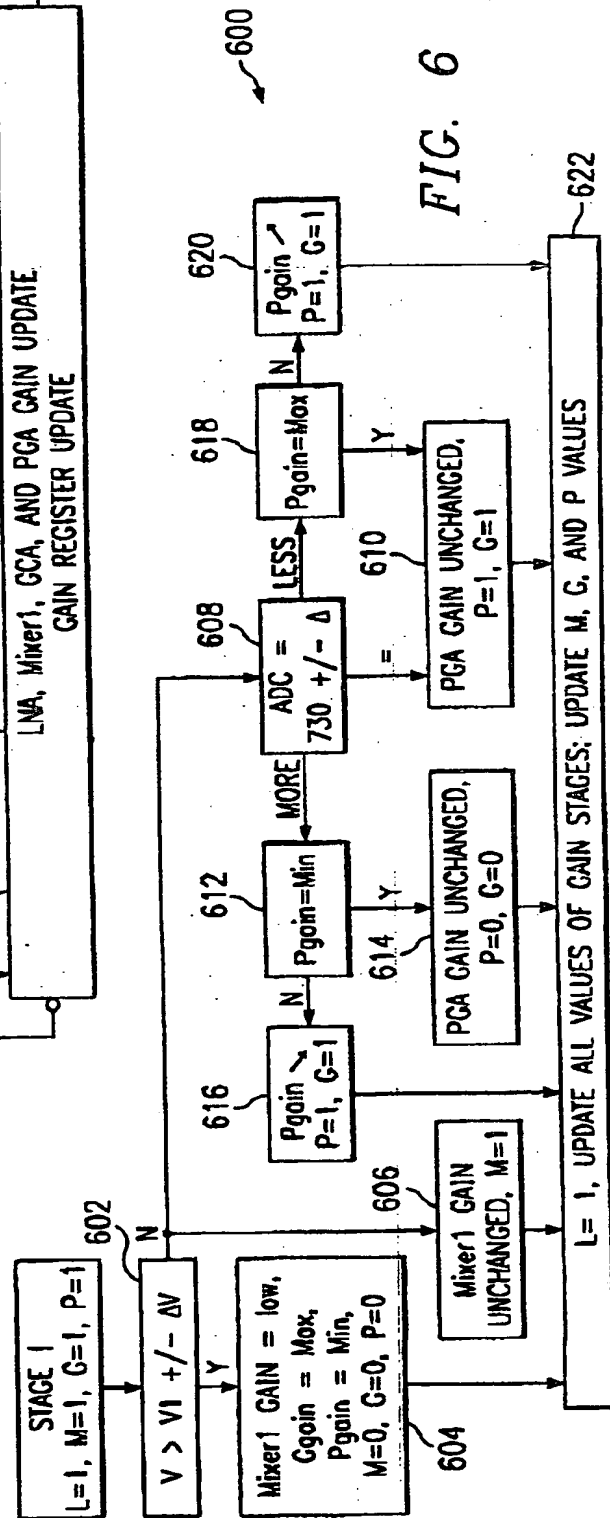 LNA, Mixer1, GCA, AND PGA GAIN UPDATE
GAIN REGISTER UPDATE
600
FIG. 6
STAGE 1
L=1, M=1, G=1, P=1
602
V > V1 +/- ΔV
N
Y
Mixer1 GAIN = low,
Ggain = Max,
Pgain = Min,
M=0, G=0, P=0
604
606
Mixer1 GAIN
UNCHANGED, M=1
608
ADC =
730 +/- Δ
MORE
=
LESS
612
Pgain=Min
N
Y
616
Pgain ↘
P=1, G=1
614
PGA GAIN UNCHANGED,
P=0, G=0
618
Pgain=Max
N
Y
620
Pgain ↗
P=1, G=1
610
PGA GAIN UNCHANGED,
P=1, G=1
L= 1, UPDATE ALL VALUES OF GAIN STAGES; UPDATE M, G, AND P VALUES
622